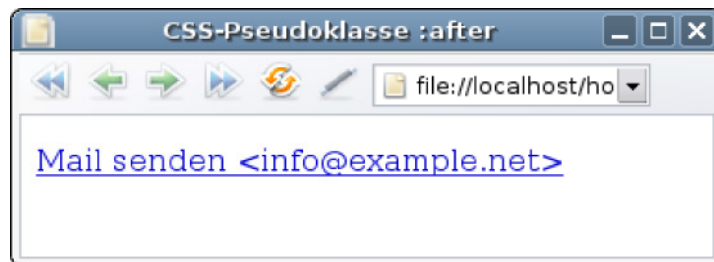 CSS-Pseudoklasse :after
file://localhost/ho
Mail senden <info@example.net>